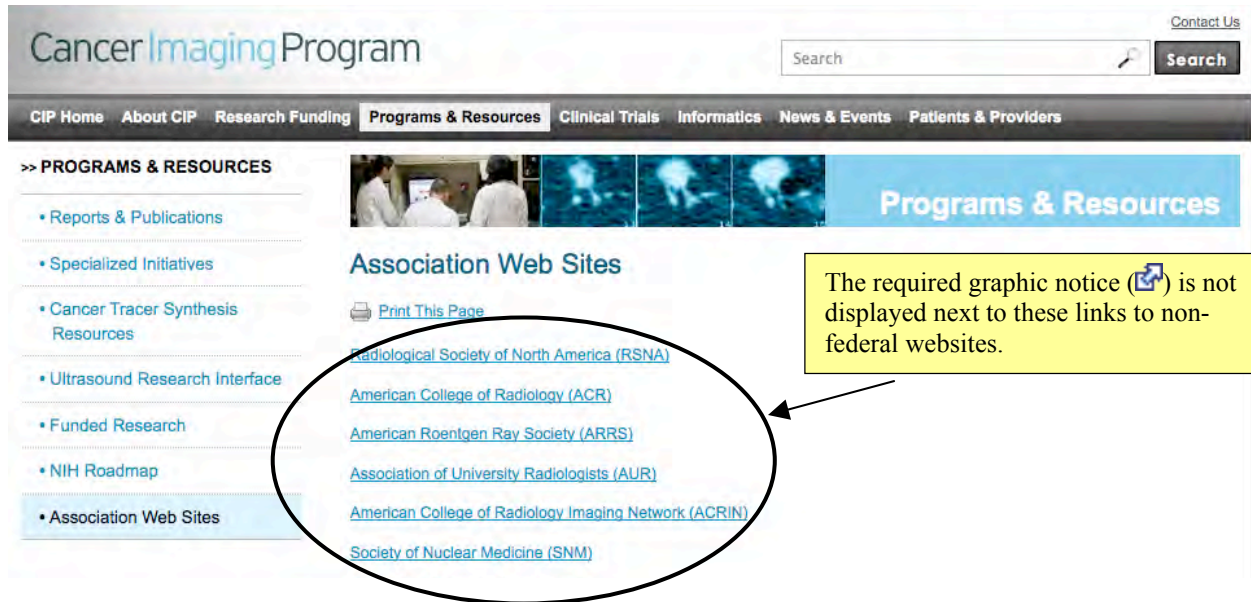 Contact Us
Cancer Imaging Program
Search
Search
CIP Home About CIP Research Funding Programs & Resources Clinical Trials Informatics News & Events Patients & Providers
>> PROGRAMS & RESOURCES
• Reports & Publications
• Specialized Initiatives
• Cancer Tracer Synthesis
Resources
• Ultrasound Research Interface
• Funded Research
• NIH Roadmap
• Association Web Sites
Programs & Resources
Association Web Sites
Print This Page
Radiological Society of North America (RSNA)
American College of Radiology (ACR)
American Roentgen Ray Society (ARRS)
Association of University Radiologists (AUR)
American College of Radiology Imaging Network (ACRIN)
Society of Nuclear Medicine (SNM)
The required graphic notice ( ) is not
displayed next to these links to non-
federal websites.